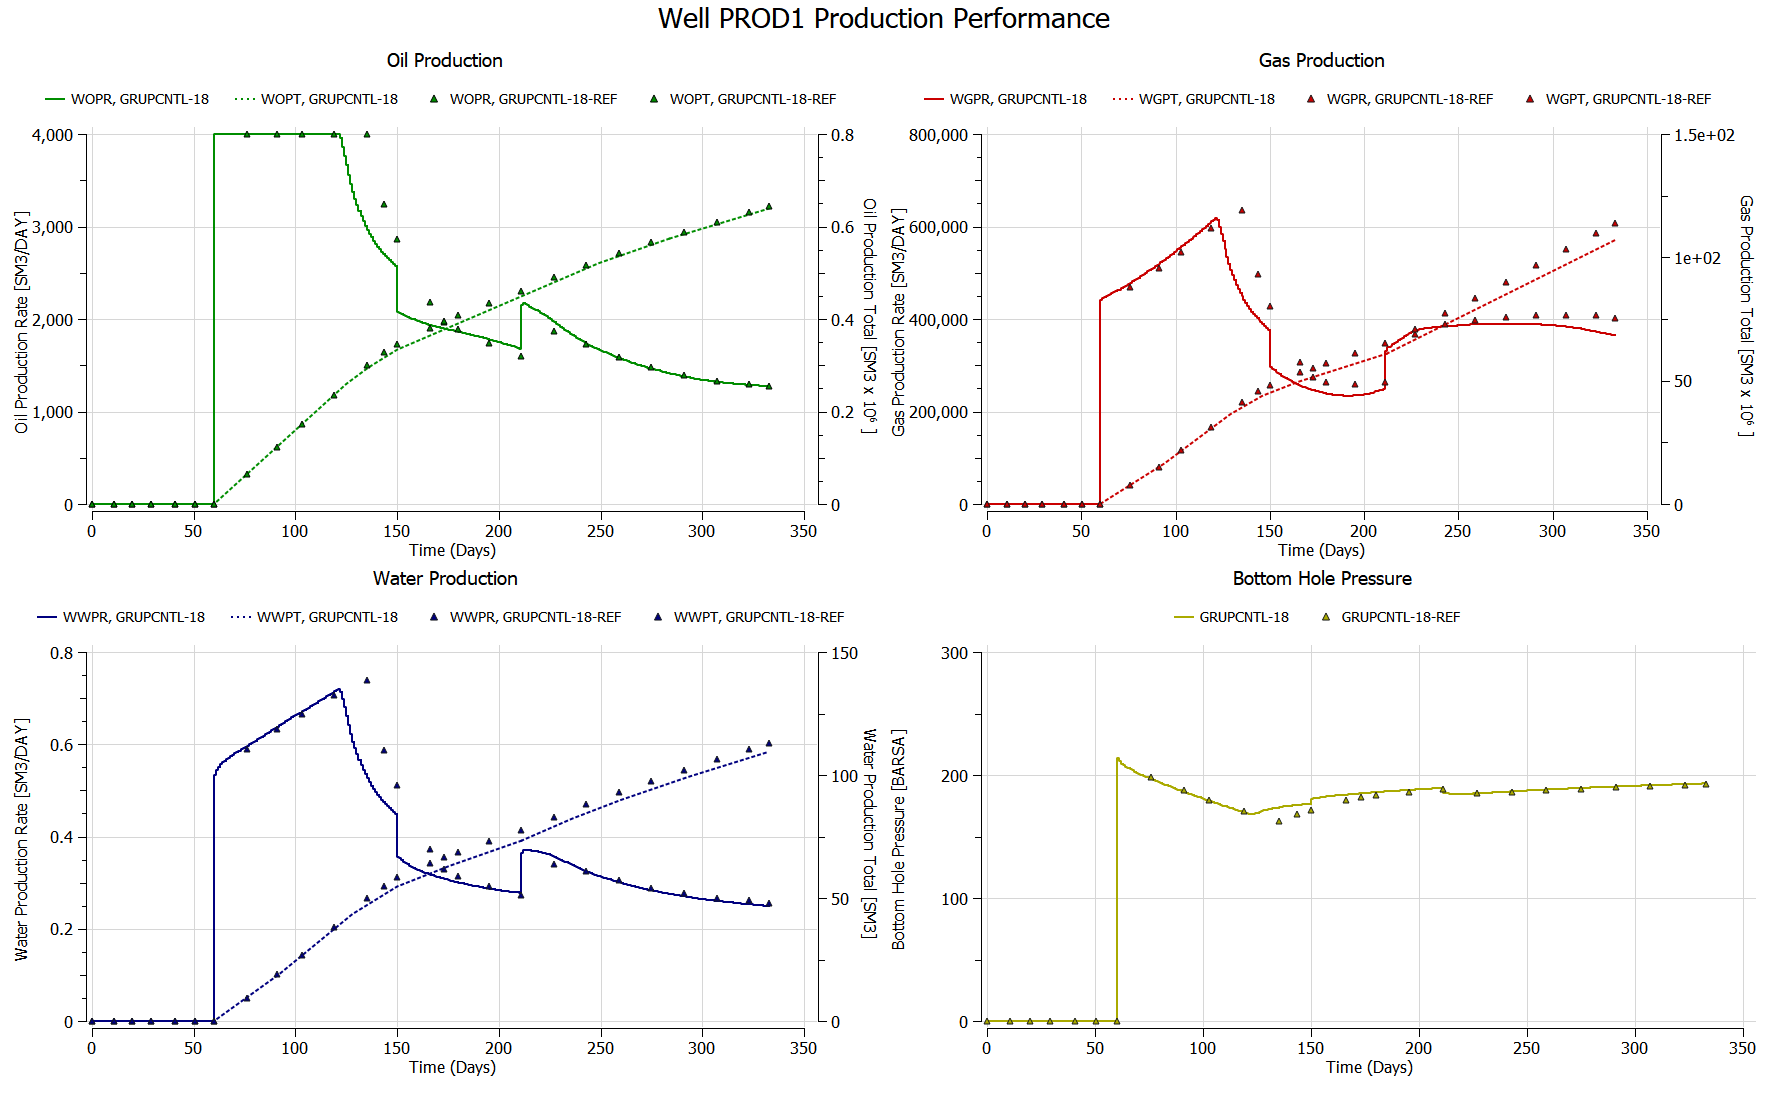 Well PROD1 Production Performance
Oil Production
WOPR, GRUPCNTL-18 WOPT, GRUPCNTL-18 WOPR, GRUPCNTL-18-REF WOPT, GRUPCNTL-18-REF
4,000
3,000
2,000
1,000
0
Oil Production Rate [SM3/DAY]
0.8
0.6
0.4
0.2
0
Oil Production Total [SM3 x 10⁶ ]
0 50 100 150 200 250 300 350
Time (Days)
Gas Production
WGPR, GRUPCNTL-18 WGPT, GRUPCNTL-18 WGPR, GRUPCNTL-18-REF WGPT, GRUPCNTL-18-REF
800,000
600,000
400,000
200,000
0
Gas Production Rate [SM3/DAY]
1.5e+02
1e+02
50
0
Gas Production Total [SM3 x 10⁶ ]
0 50 100 150 200 250 300 350
Time (Days)
Water Production
WWPR, GRUPCNTL-18 WWPT, GRUPCNTL-18 WWPR, GRUPCNTL-18-REF WWPT, GRUPCNTL-18-REF
0.8
0.6
0.4
0.2
0
Water Production Rate [SM3/DAY]
150
100
50
0
Water Production Total [SM3]
0 50 100 150 200 250 300 350
Time (Days)
Bottom Hole Pressure
GRUPCNTL-18 GRUPCNTL-18-REF
300
200
100
0
Bottom Hole Pressure [BARSA]
0 50 100 150 200 250 300 350
Time (Days)